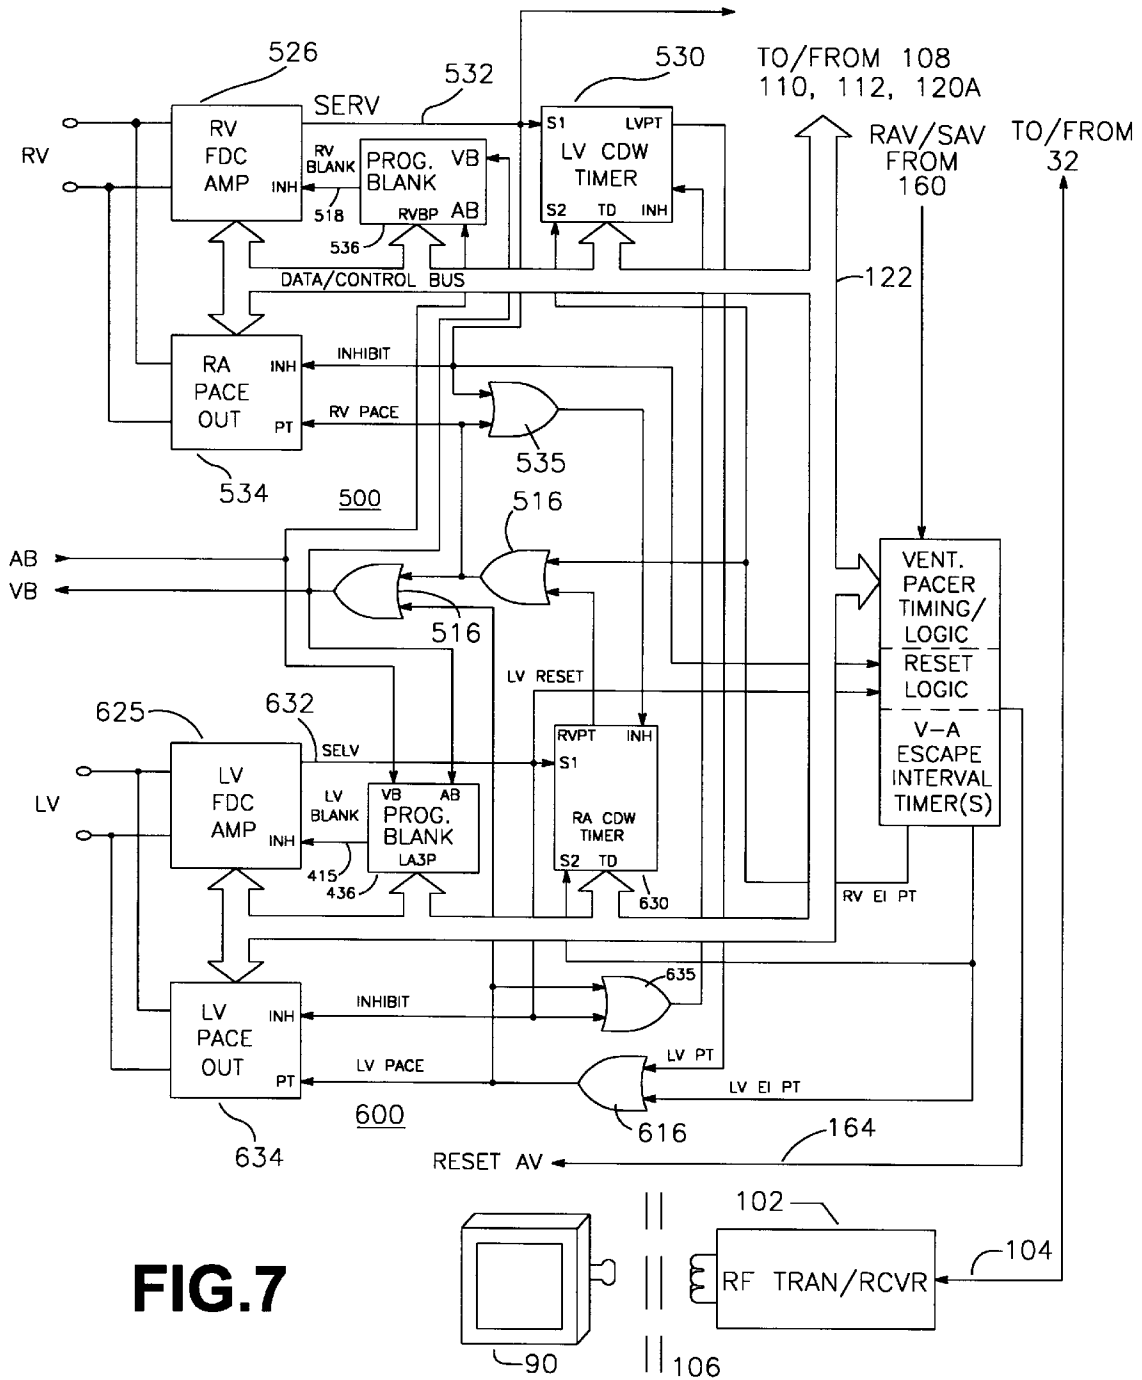 526
532
530
TO/FROM 108
110, 112, 120A
SERV
RAV/SAV
FROM
160
TO/FROM
32
RV
RV
FDC
AMP
INH
RV
BLANK
518
PROG.
BLANK
VB
AB
RVBP
536
S1
LVPT
LV CDW
TIMER
S2
TD
INH
DATA/CONTROL BUS
122
RA
PACE
OUT
INH
PT
INHIBIT
RV PACE
535
534
500
516
AB
VB
516
VENT.
PACER
TIMING/
LOGIC
RESET
LOGIC
V-A
ESCAPE
INTERVAL
TIMER(S)
LV RESET
625
632
SELV
RVPT
INH
S1
RA CDW
TIMER
S2
TD
630
LV
LV
FDC
AMP
INH
LV
BLANK
415
VB
AB
PROG.
BLANK
LA3P
436
RV EI PT
635
LV
PACE
OUT
INH
PT
INHIBIT
LV PACE
LV PT
LV EI PT
616
600
634
164
RESET AV
102
104
RF TRAN/RCVR
FIG.7
90
106